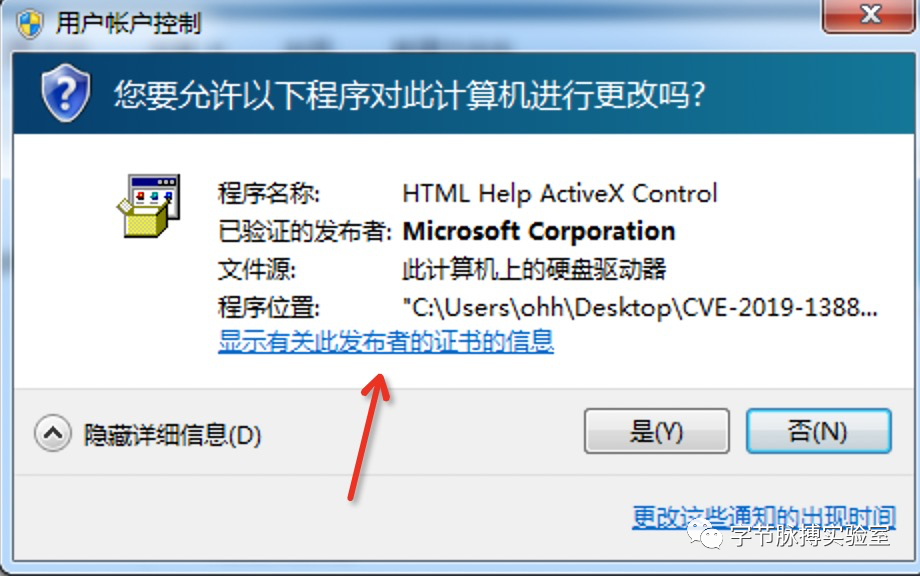 用户帐户控制
您要允许以下程序对此计算机进行更改吗?
程序名称: HTML Help ActiveX Control
已验证的发布者: Microsoft Corporation
文件源: 此计算机上的硬盘驱动器
程序位置: "C:\Users\ohh\Desktop\CVE-2019-1388...
显示有关此发布者的证书的信息
隐藏详细信息(D) 是(Y) 否(N)
更改这些通知的出现时间
字节脉搏实验室